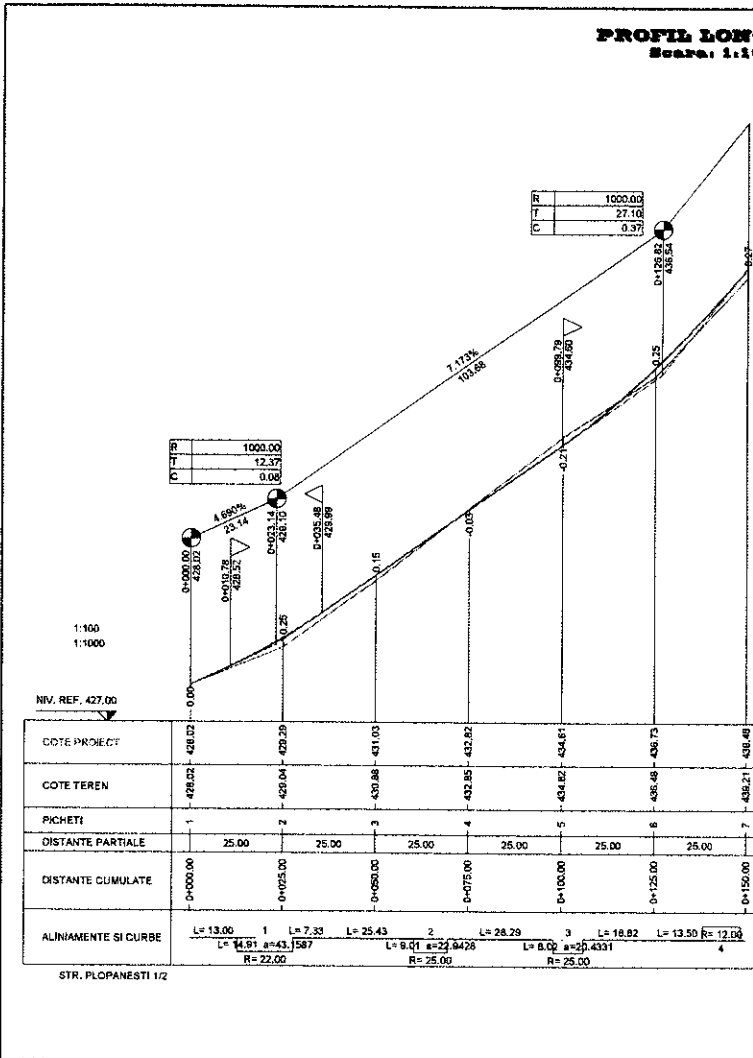 PROFIL LON
Scara: 1:1
R 1000.00
T 27.10
C 0.37
0+126.82
436.54
0.27
7.173%
103.68
0+099.79
434.60
0.25
R 1000.00
T 12.37
C 0.08
4.690%
23.14
0+000.00
428.02
0+010.78
428.52
0+023.14
429.10
0+035.48
429.99
0.00
0.25
0.15
-0.03
-0.21
1:100
1:1000
NIV. REF. 427.00
COTE PROIECT 428.02 429.29 431.03 432.82 434.61 436.73 439.48
COTE TEREN 428.02 429.04 430.88 432.85 434.82 436.48 439.21
PICHETI 1 2 3 4 5 6 7
DISTANTE PARTIALE 25.00 25.00 25.00 25.00 25.00 25.00
DISTANTE CUMULATE 0+000.00 0+025.00 0+050.00 0+075.00 0+100.00 0+125.00 0+150.00
ALINIAMENTE SI CURBE
L= 13.00 1 L= 7.33 L= 25.43 2 L= 28.29 3 L= 16.82 L= 13.50 R= 12.00
L= 14.91 a=43.1587 L= 9.01 a=22.9428 L= 8.02 a=20.4331 4
R= 22.00 R= 25.00 R= 25.00
STR. PLOPANESTI 1/2